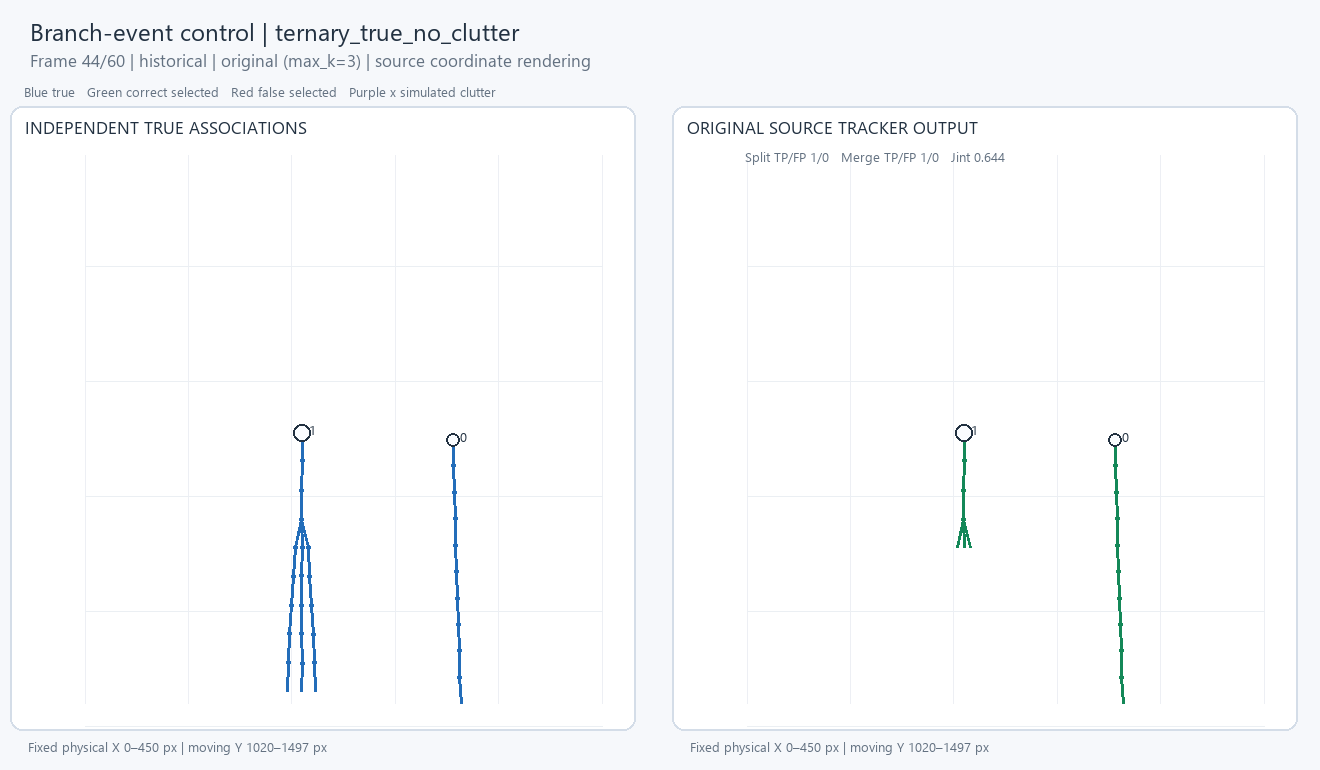 Branch-event control | ternary_true_no_clutter
Frame 44/60 | historical | original (max_k=3) | source coordinate rendering
Blue true Green correct selected Red false selected Purple x simulated clutter
INDEPENDENT TRUE ASSOCIATIONS
1
0
Fixed physical X 0–450 px | moving Y 1020–1497 px
ORIGINAL SOURCE TRACKER OUTPUT
Split TP/FP 1/0 Merge TP/FP 1/0 Jint 0.644
1
0
Fixed physical X 0–450 px | moving Y 1020–1497 px